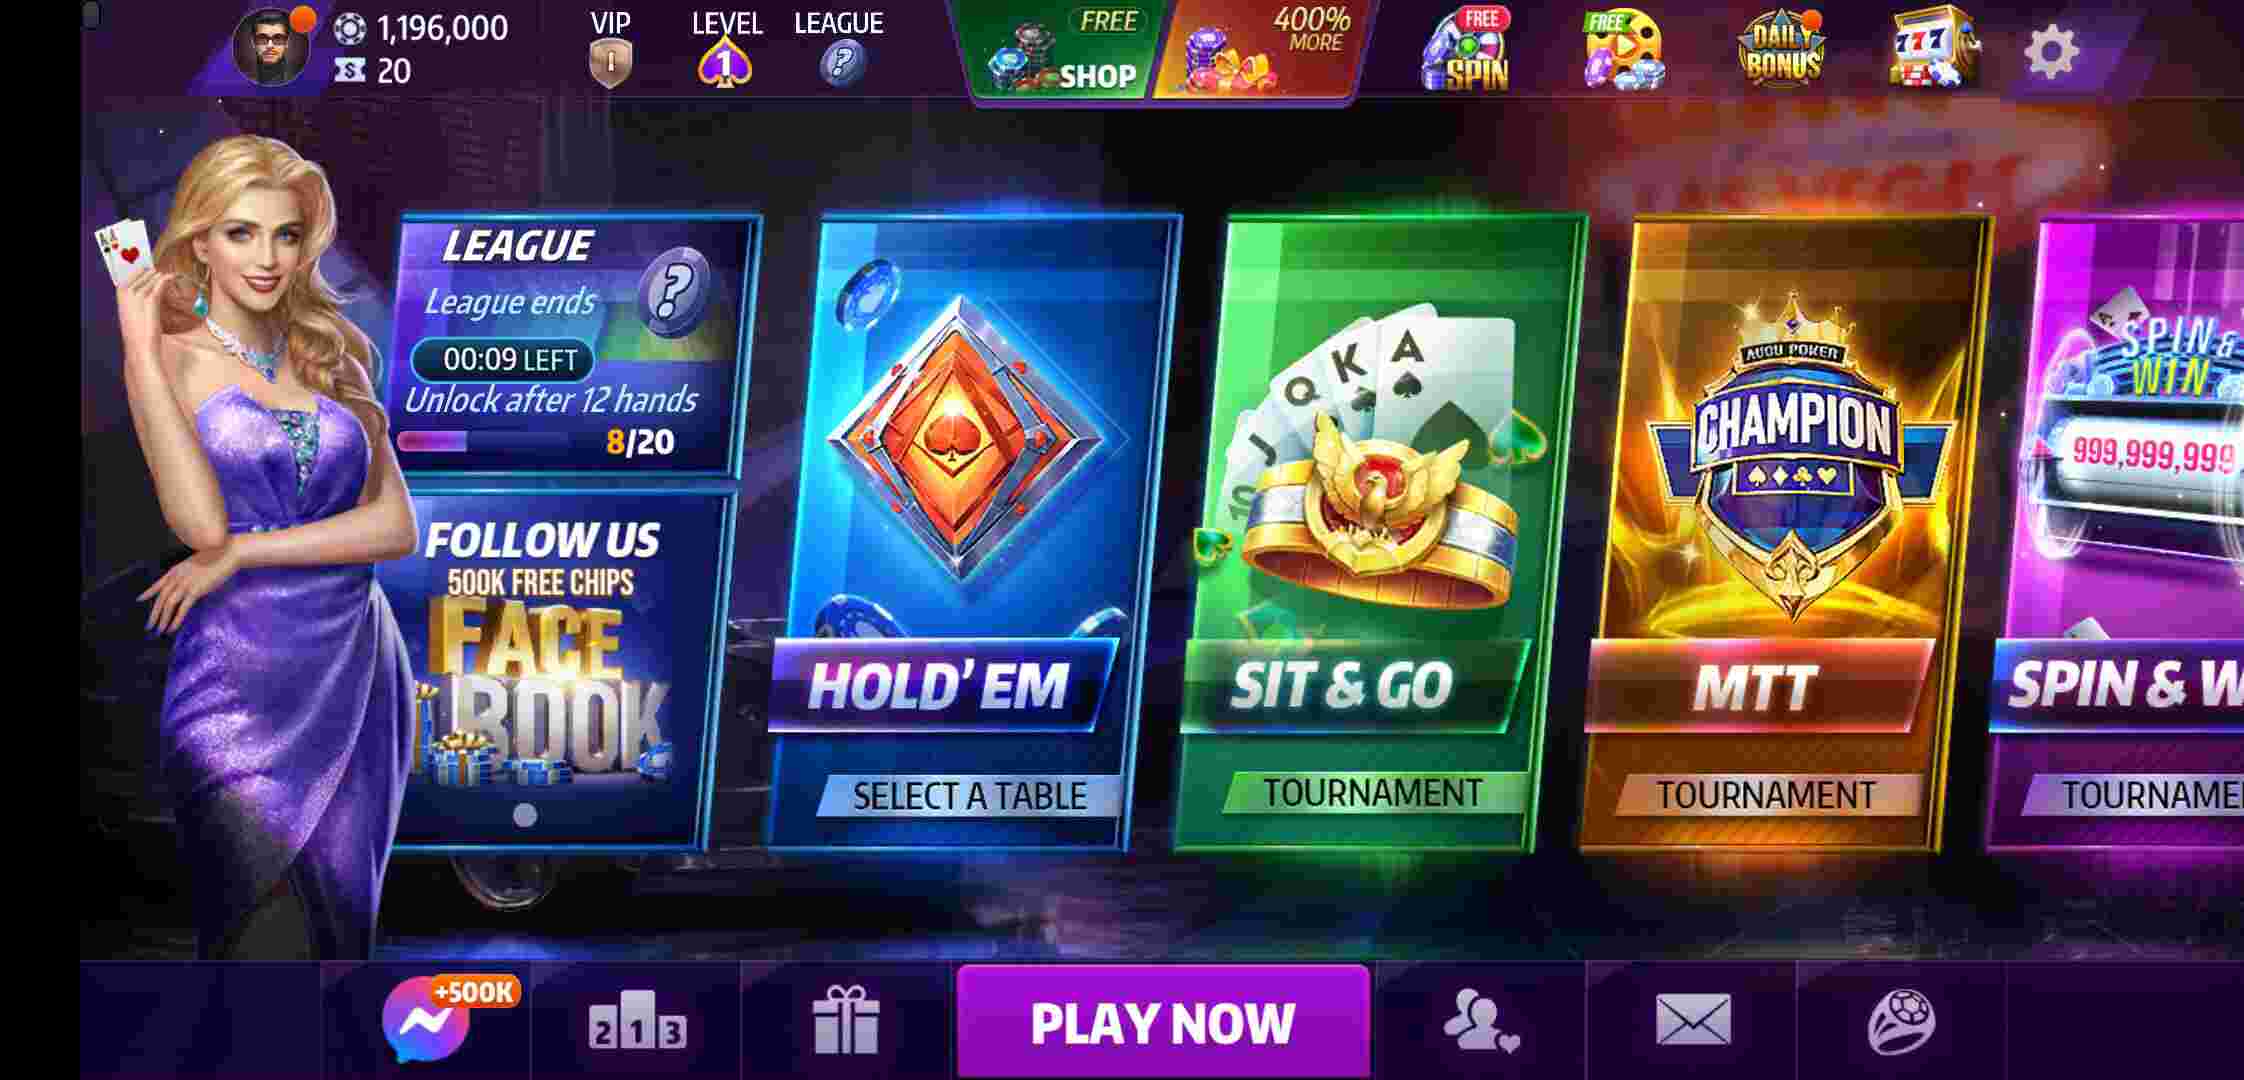 1,196,000
20
VIP
LEVEL
1
LEAGUE
?
FREE
SHOP
400%
MORE
FREE
SPIN
FREE
DAILY
BONUS
777
LEAGUE
League ends
?
00:09 LEFT
Unlock after 12 hands
8/20
FOLLOW US
500K FREE CHIPS
FACE
BOOK
HOLD'EM
SELECT A TABLE
10 J Q K A
SIT & GO
TOURNAMENT
AUGU POKER
CHAMPION
MTT
TOURNAMENT
SPIN &
WIN
999,999,999
SPIN & W
TOURNAME
+500K
2 1 3
PLAY NOW